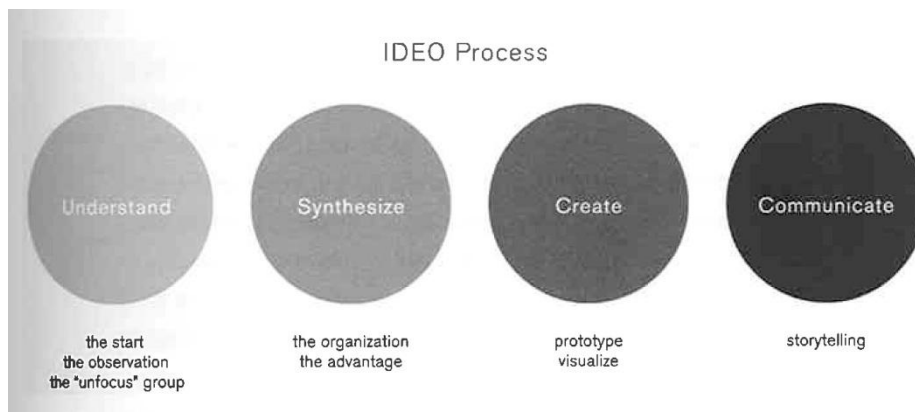 IDEO Process
Understand
Synthesize
Create
Communicate
the start
the observation
the "unfocus" group
the organization
the advantage
prototype
visualize
storytelling